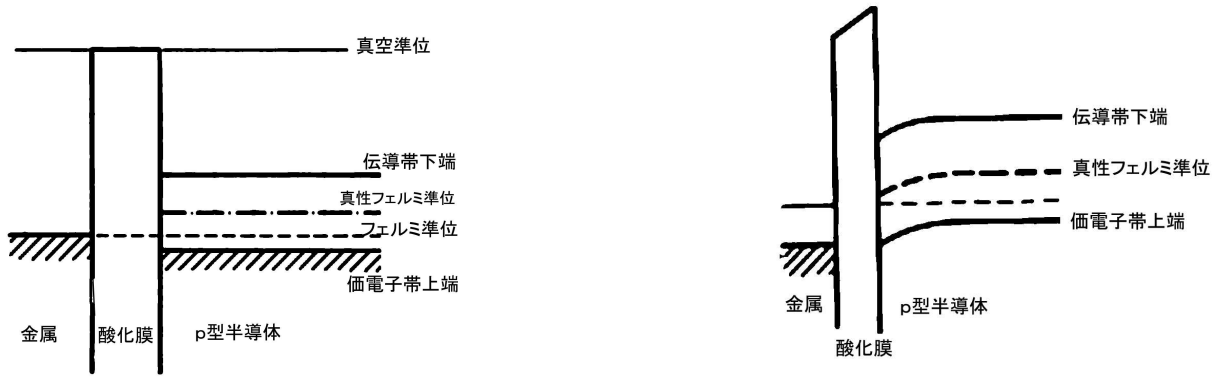 真空準位
伝導帯下端
真性フェルミ準位
フェルミ準位
価電子帯上端
金属
酸化膜
p型半導体
伝導帯下端
真性フェルミ準位
価電子帯上端
金属
p型半導体
酸化膜